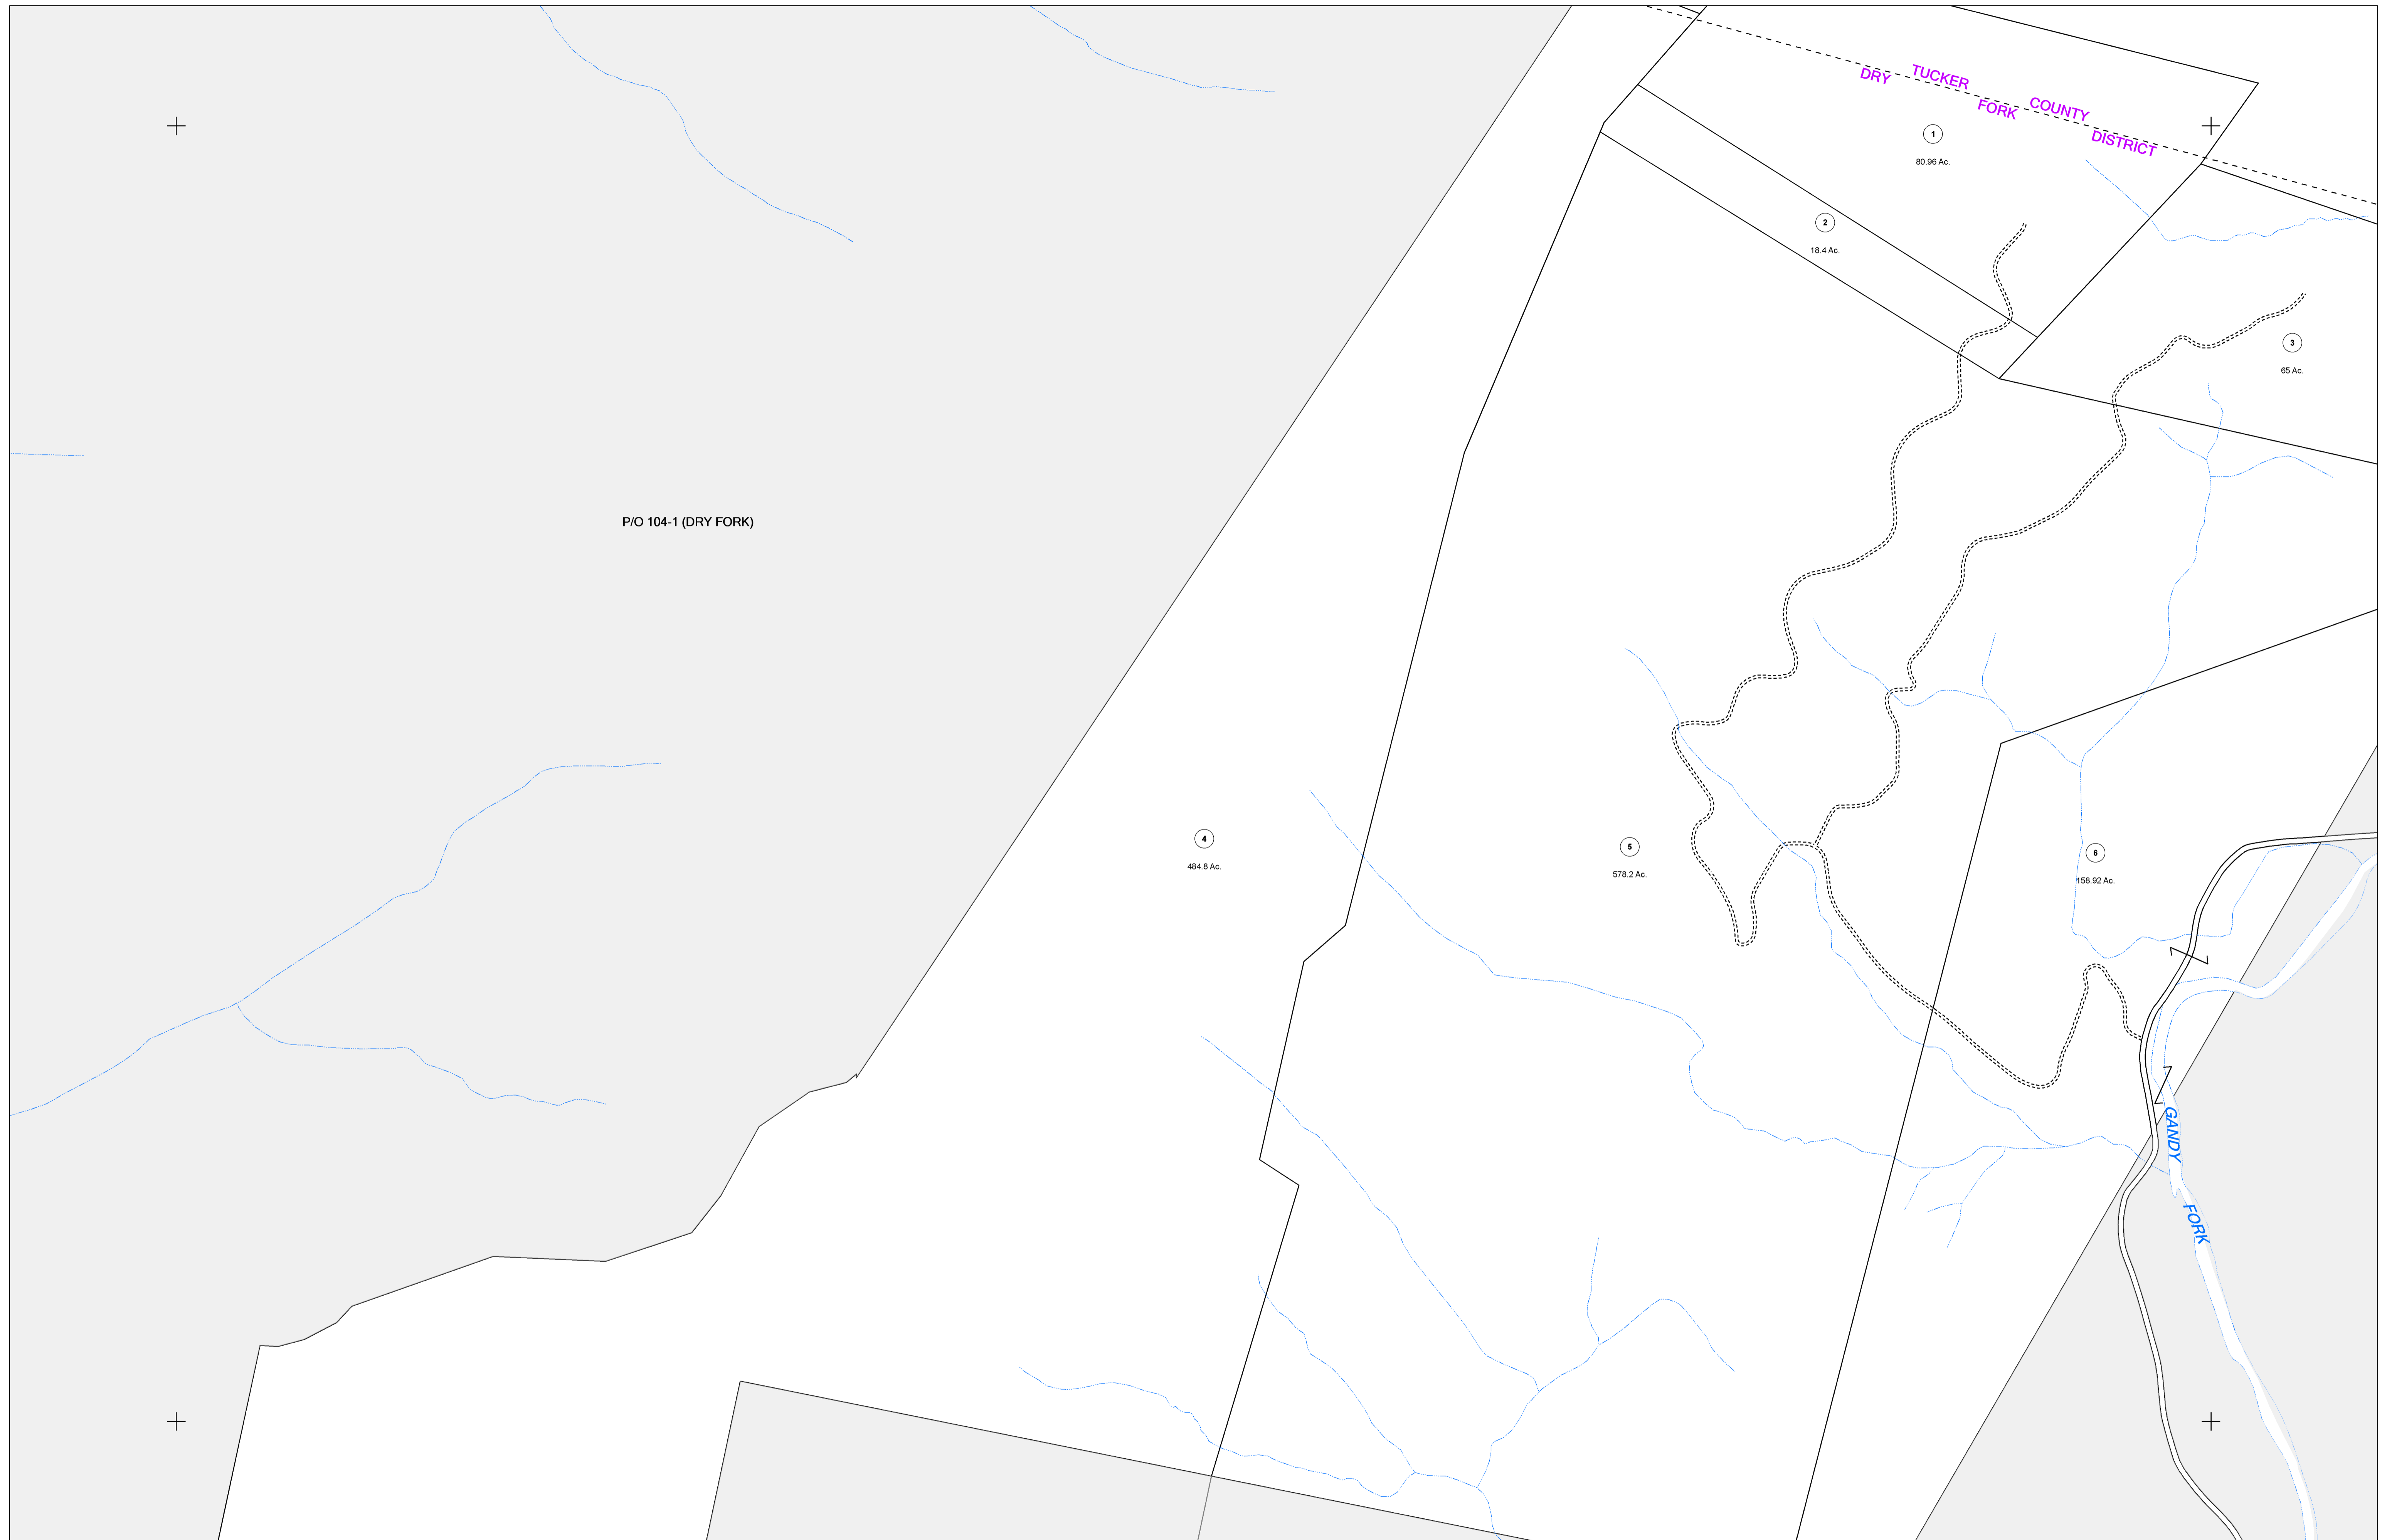 TUCKER COUNTY
DRY FORK DISTRICT
1
80.96 Ac.
2
18.4 Ac.
3
65 Ac.
P/O 104-1 (DRY FORK)
4
484.8 Ac.
5
578.2 Ac.
6
158.92 Ac.
GANDY FORK